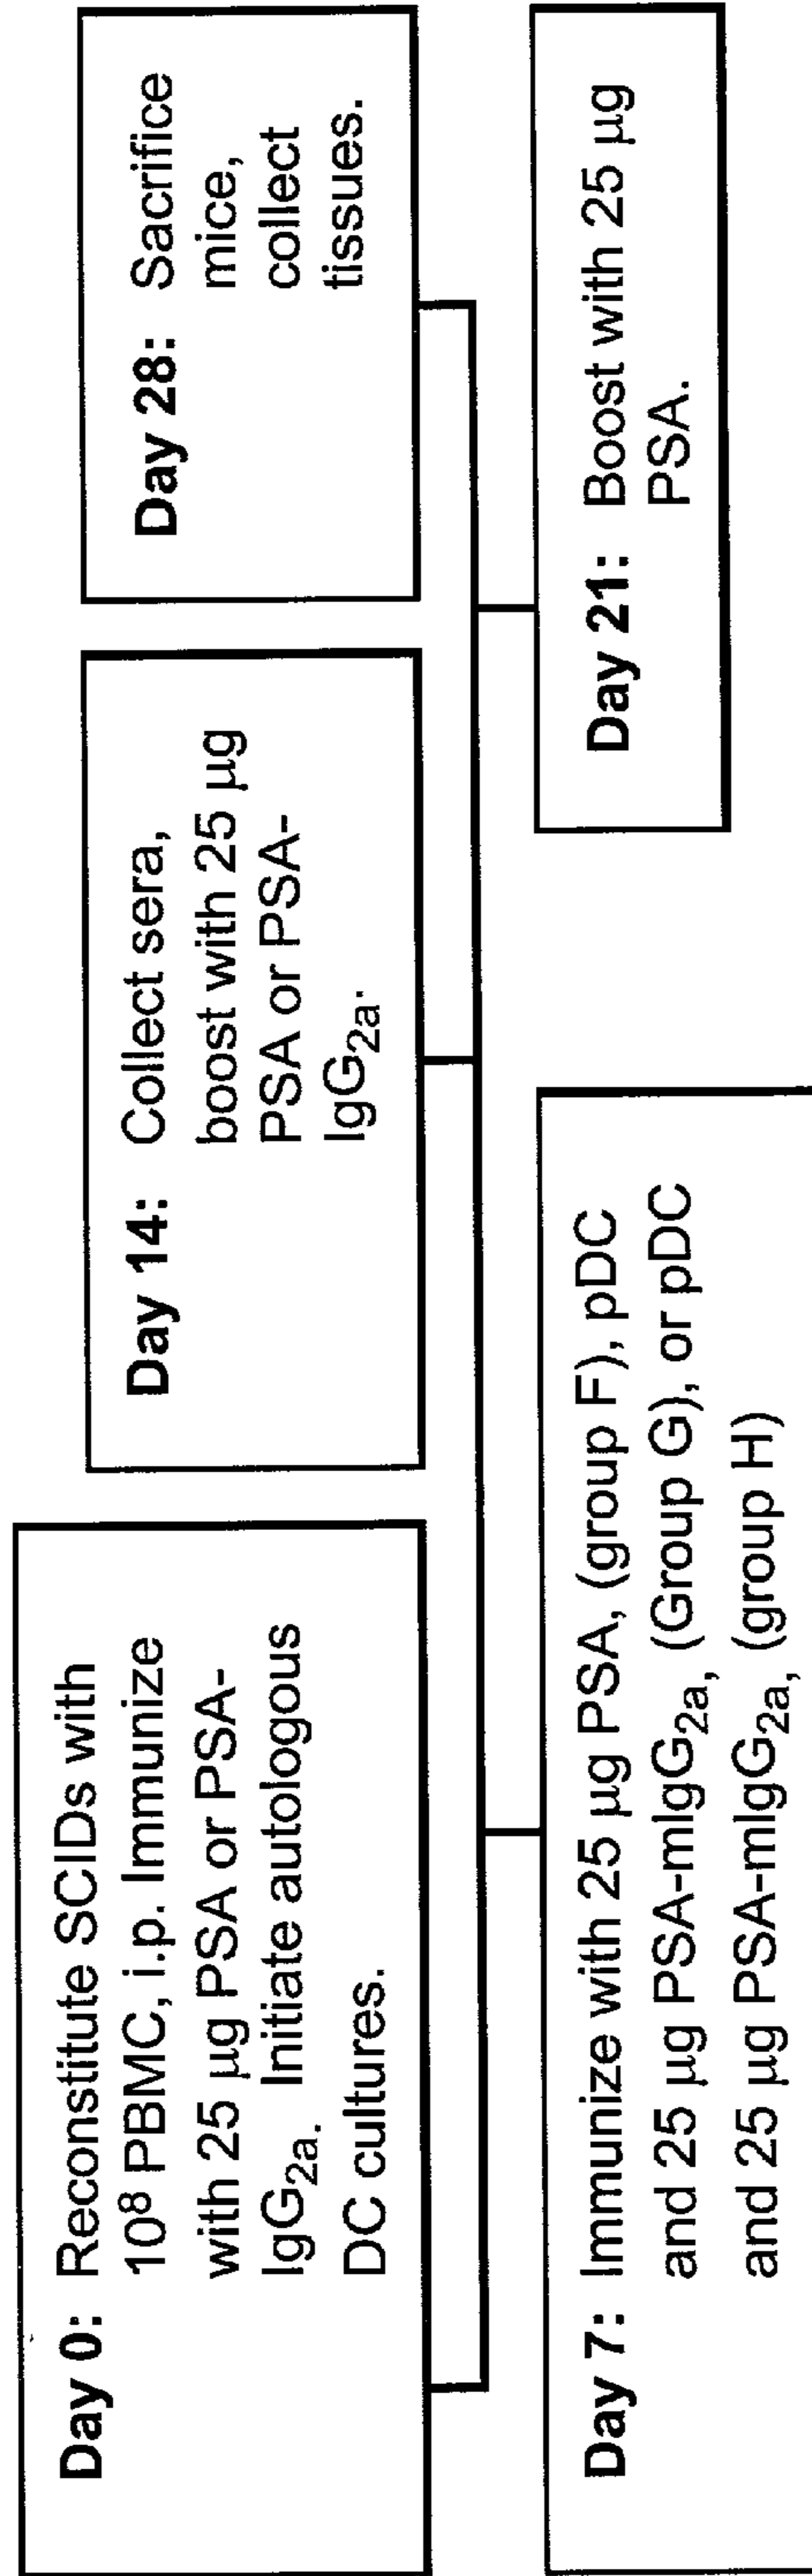 Day 0: Reconstitute SCIDs with
10⁸ PBMC, i.p. Immunize
with 25 µg PSA or PSA-
IgG₂ₐ. Initiate autologous
DC cultures.
Day 7: Immunize with 25 µg PSA, (group F), pDC
and 25 µg PSA-mIgG₂ₐ, (Group G), or pDC
and 25 µg PSA-mIgG₂ₐ, (group H)
Day 14: Collect sera,
boost with 25 µg
PSA or PSA-
IgG₂ₐ.
Day 21: Boost with 25 µg
PSA.
Day 28: Sacrifice
mice,
collect
tissues.